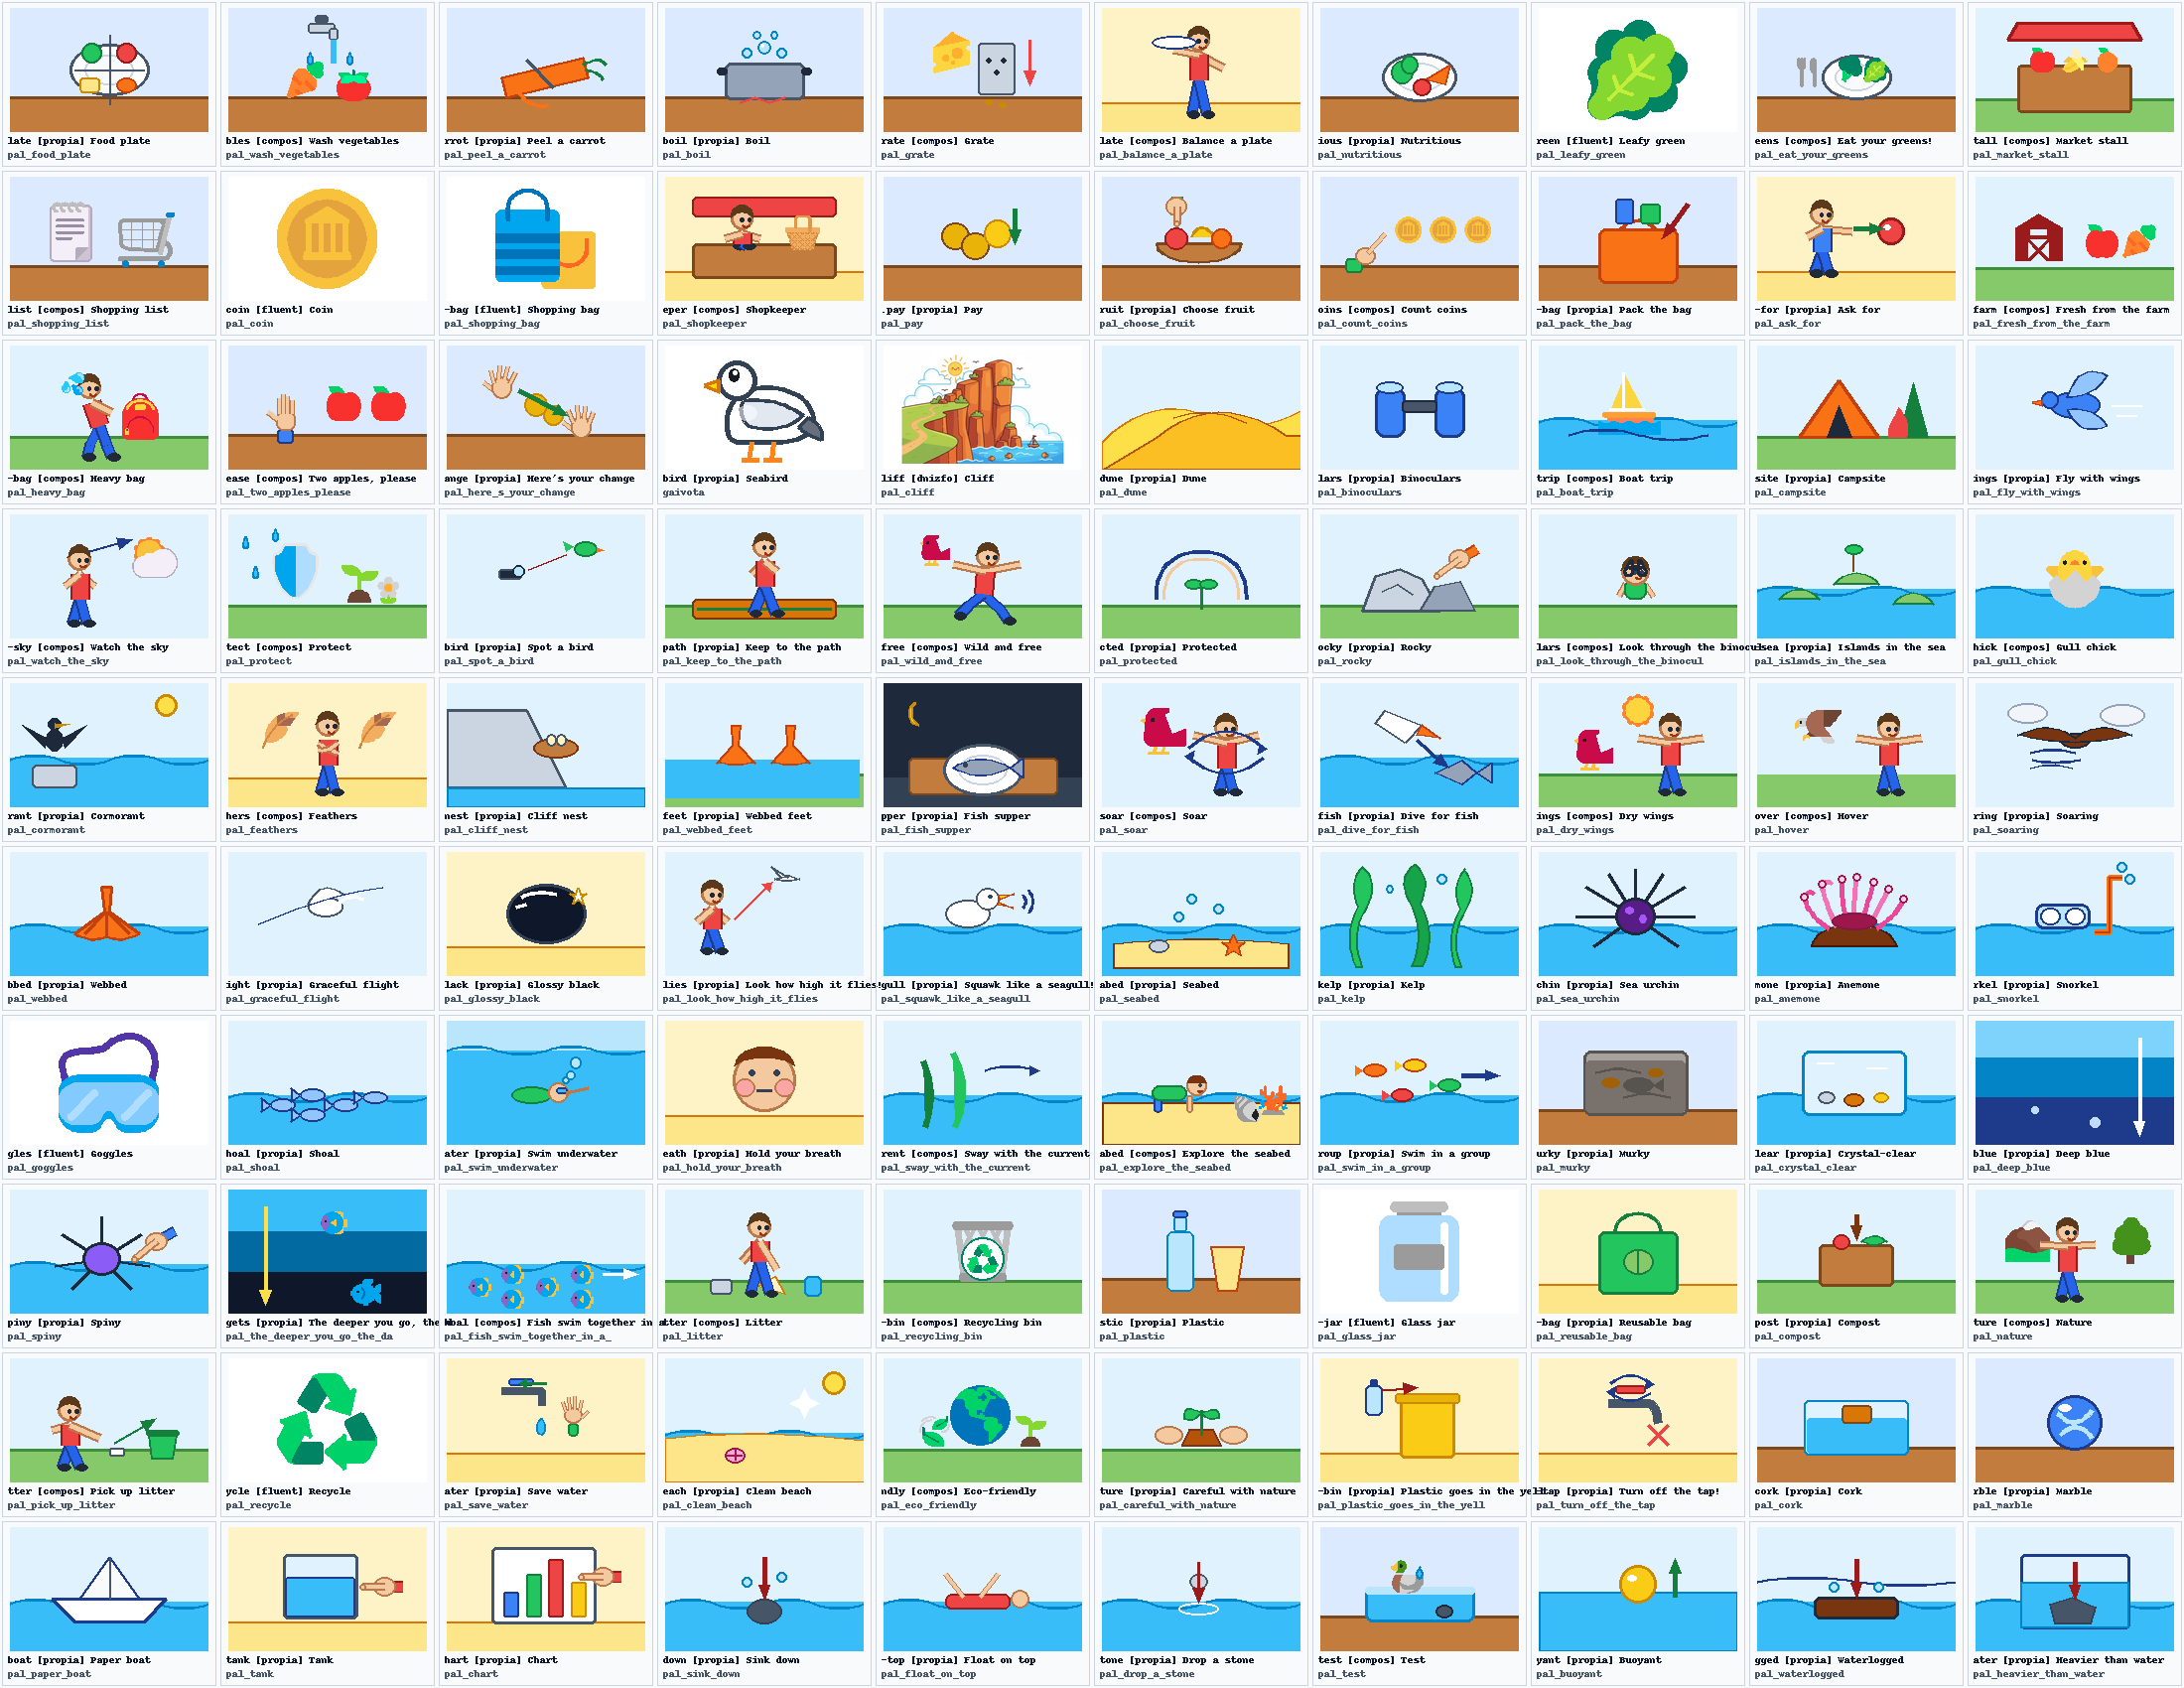 late [propia] Food plate
pal_food_plate
bles [compos] Wash vegetables
pal_wash_vegetables
rrot [propia] Peel a carrot
pal_peel_a_carrot
boil [propia] Boil
pal_boil
rate [compos] Grate
pal_grate
late [compos] Balance a plate
pal_balance_a_plate
ious [propia] Nutritious
pal_nutritious
reen [fluent] Leafy green
pal_leafy_green
eens [compos] Eat your greens!
pal_eat_your_greens
tall [compos] Market stall
pal_market_stall
list [compos] Shopping list
pal_shopping_list
coin [fluent] Coin
pal_coin
-bag [fluent] Shopping bag
pal_shopping_bag
eper [compos] Shopkeeper
pal_shopkeeper
.pay [propia] Pay
pal_pay
ruit [propia] Choose fruit
pal_choose_fruit
oins [compos] Count coins
pal_count_coins
-bag [propia] Pack the bag
pal_pack_the_bag
-for [propia] Ask for
pal_ask_for
farm [compos] Fresh from the farm
pal_fresh_from_the_farm
-bag [compos] Heavy bag
pal_heavy_bag
ease [compos] Two apples, please
pal_two_apples_please
ange [propia] Here's your change
pal_here_s_your_change
bird [propia] Seabird
gaivota
liff [dnixfo] Cliff
pal_cliff
dune [propia] Dune
pal_dune
lars [propia] Binoculars
pal_binoculars
trip [compos] Boat trip
pal_boat_trip
site [propia] Campsite
pal_campsite
ings [propia] Fly with wings
pal_fly_with_wings
-sky [compos] Watch the sky
pal_watch_the_sky
tect [compos] Protect
pal_protect
bird [propia] Spot a bird
pal_spot_a_bird
path [propia] Keep to the path
pal_keep_to_the_path
free [compos] Wild and free
pal_wild_and_free
cted [propia] Protected
pal_protected
ocky [propia] Rocky
pal_rocky
lars [compos] Look through the binocul
pal_look_through_the_binocul
sea [propia] Islands in the sea
pal_islands_in_the_sea
hick [compos] Gull chick
pal_gull_chick
rant [propia] Cormorant
pal_cormorant
hers [compos] Feathers
pal_feathers
nest [propia] Cliff nest
pal_cliff_nest
feet [propia] Webbed feet
pal_webbed_feet
pper [propia] Fish supper
pal_fish_supper
soar [compos] Soar
pal_soar
fish [propia] Dive for fish
pal_dive_for_fish
ings [compos] Dry wings
pal_dry_wings
over [compos] Hover
pal_hover
ring [propia] Soaring
pal_soaring
bbed [propia] Webbed
pal_webbed
ight [propia] Graceful flight
pal_graceful_flight
lack [propia] Glossy black
pal_glossy_black
lies [propia] Look how high it flies!
pal_look_how_high_it_flies
gull [propia] Squawk like a seagull!
pal_squawk_like_a_seagull
abed [propia] Seabed
pal_seabed
kelp [propia] Kelp
pal_kelp
chin [propia] Sea urchin
pal_sea_urchin
mone [propia] Anemone
pal_anemone
rkel [propia] Snorkel
pal_snorkel
gles [fluent] Goggles
pal_goggles
hoal [propia] Shoal
pal_shoal
ater [propia] Swim underwater
pal_swim_underwater
eath [propia] Hold your breath
pal_hold_your_breath
rent [compos] Sway with the current
pal_sway_with_the_current
abed [compos] Explore the seabed
pal_explore_the_seabed
roup [propia] Swim in a group
pal_swim_in_a_group
urky [propia] Murky
pal_murky
lear [propia] Crystal-clear
pal_crystal_clear
blue [propia] Deep blue
pal_deep_blue
piny [propia] Spiny
pal_spiny
gets [propia] The deeper you go, the
pal_the_deeper_you_go_the_da
[compos] Fish swim together in
pal_fish_swim_together_in_a_
tter [compos] Litter
pal_litter
-bin [compos] Recycling bin
pal_recycling_bin
stic [propia] Plastic
pal_plastic
-jar [fluent] Glass jar
pal_glass_jar
-bag [propia] Reusable bag
pal_reusable_bag
post [propia] Compost
pal_compost
ture [compos] Nature
pal_nature
tter [compos] Pick up litter
pal_pick_up_litter
ycle [fluent] Recycle
pal_recycle
ater [propia] Save water
pal_save_water
each [propia] Clean beach
pal_clean_beach
ndly [compos] Eco-friendly
pal_eco_friendly
ture [propia] Careful with nature
pal_careful_with_nature
-bin [propia] Plastic goes in the yell
pal_plastic_goes_in_the_yell
tap [propia] Turn off the tap!
pal_turn_off_the_tap
cork [propia] Cork
pal_cork
rble [propia] Marble
pal_marble
boat [propia] Paper boat
pal_paper_boat
tank [propia] Tank
pal_tank
hart [propia] Chart
pal_chart
down [propia] Sink down
pal_sink_down
-top [propia] Float on top
pal_float_on_top
tone [propia] Drop a stone
pal_drop_a_stone
test [compos] Test
pal_test
yant [propia] Buoyant
pal_buoyant
gged [propia] Waterlogged
pal_waterlogged
ater [propia] Heavier than water
pal_heavier_than_water